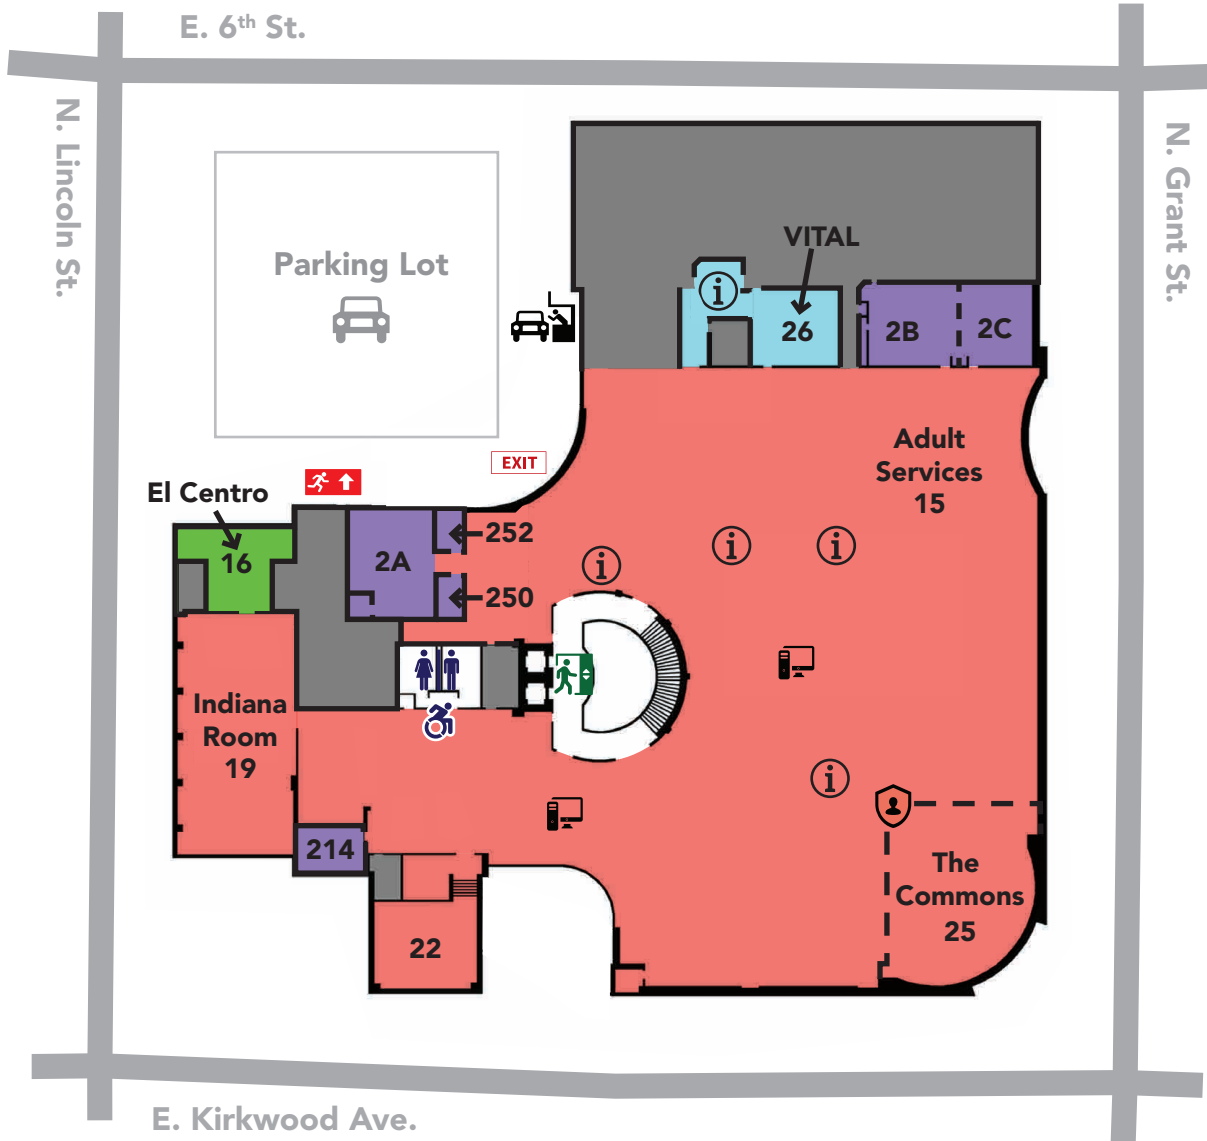 E. 6th St.
N. Lincoln St.
N. Grant St.
Parking Lot
VITAL
i
26
2B
2C
Adult
Services
15
EXIT
El Centro
16
2A
252
250
i
i
i
Indiana
Room
19
i
214
The
Commons
25
22
E. Kirkwood Ave.